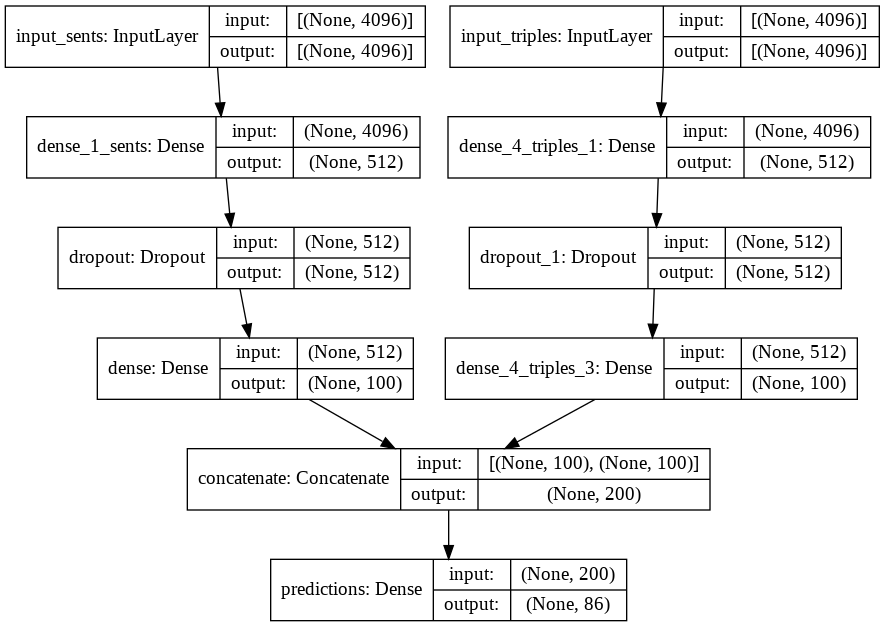 input_sents: InputLayer
input: [(None, 4096)]
output: [(None, 4096)]
input_triples: InputLayer
input: [(None, 4096)]
output: [(None, 4096)]
dense_1_sents: Dense
input: (None, 4096)
output: (None, 512)
dense_4_triples_1: Dense
input: (None, 4096)
output: (None, 512)
dropout: Dropout
input: (None, 512)
output: (None, 512)
dropout_1: Dropout
input: (None, 512)
output: (None, 512)
dense: Dense
input: (None, 512)
output: (None, 100)
dense_4_triples_3: Dense
input: (None, 512)
output: (None, 100)
concatenate: Concatenate
input: [(None, 100), (None, 100)]
output: (None, 200)
predictions: Dense
input: (None, 200)
output: (None, 86)